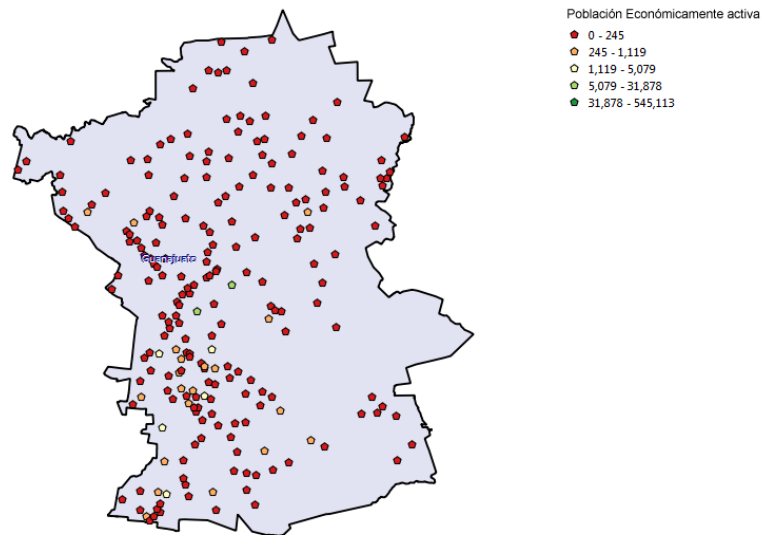 Población Económicamente activa
0 - 245
245 - 1,119
1,119 - 5,079
5,079 - 31,878
31,878 - 545,113
Guanajuato